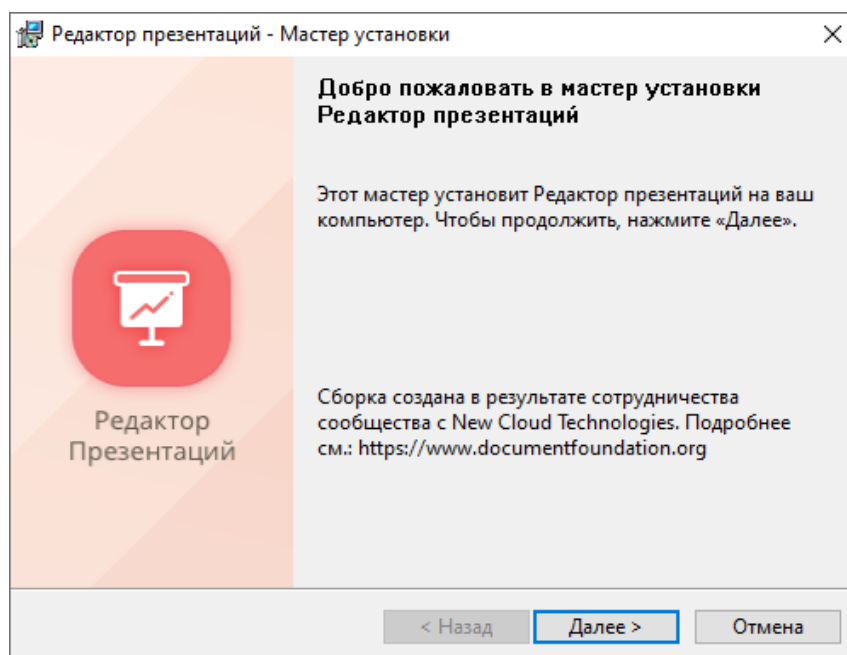 Редактор презентаций - Мастер установки
Добро пожаловать в мастер установки
Редактор презентаций
Этот мастер установит Редактор презентаций на ваш
компьютер. Чтобы продолжить, нажмите «Далее».
Редактор
Презентаций
Сборка создана в результате сотрудничества
сообщества с New Cloud Technologies. Подробнее
см.: https://www.documentfoundation.org
< Назад
Далее >
Отмена